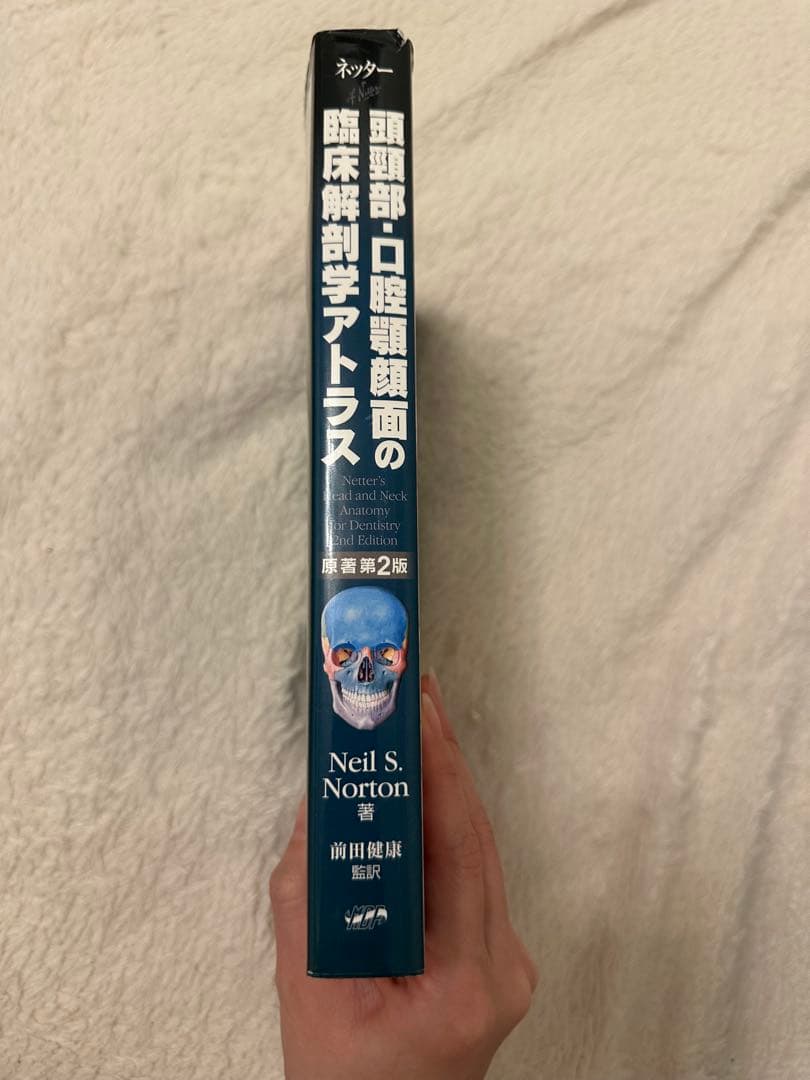 ネッター
頭頸部・口腔顎顔面の
臨床解剖学アトラス
Netter's
Head and Neck
Anatomy
for Dentistry
2nd Edition
原著第2版
Neil S.
Norton
著
前田健康
監訳
MDP